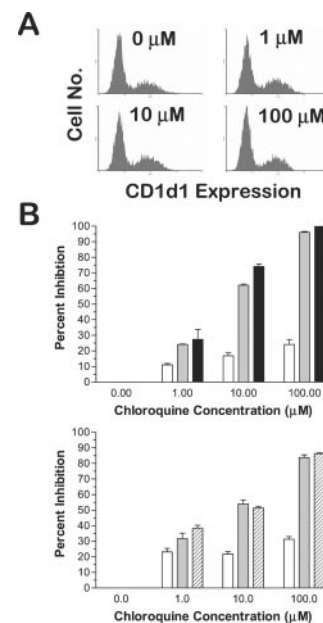 A
0 µM
1 µM
10 µM
100 µM
Cell No.
CD1d1 Expression
B
Percent Inhibtion
100
90
80
70
60
50
40
30
20
10
0
0.00
1.00
10.00
100.00
Chloroquine Concentration (µM)
Percent Inhibition
100
90
80
70
60
50
40
30
20
10
0
0.0
1.0
10.0
100.0
Chloroquine Concentration (µM)